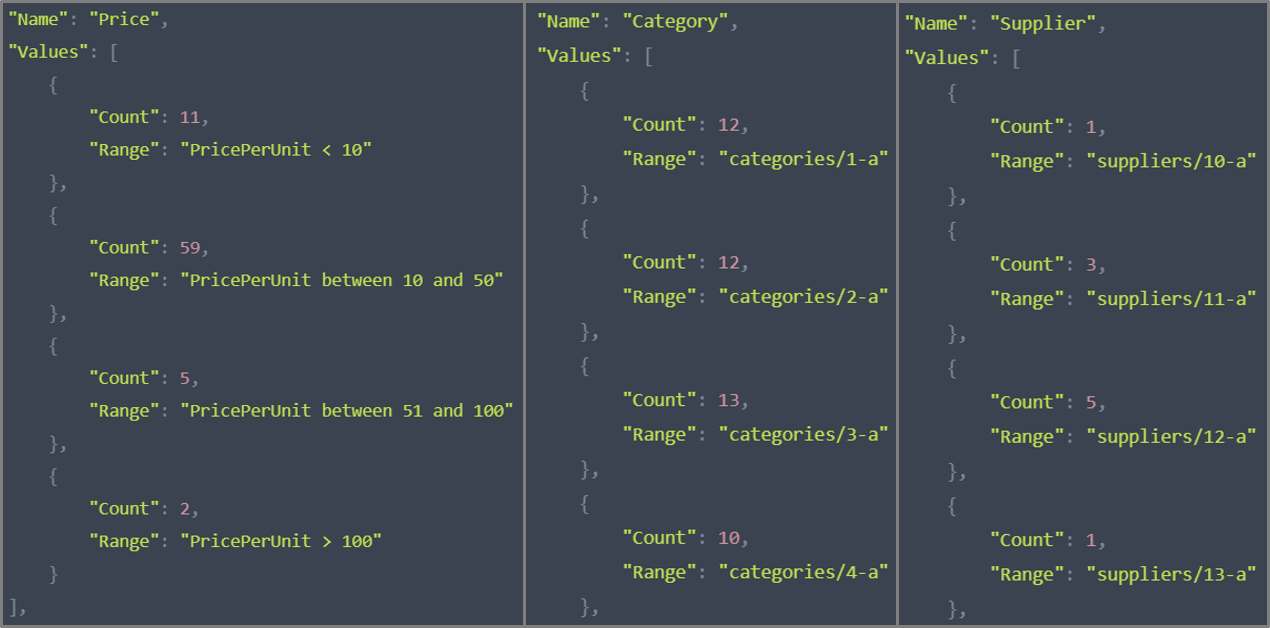 "Name": "Price",
"Values": [
{
"Count": 11,
"Range": "PricePerUnit < 10"
},
{
"Count": 59,
"Range": "PricePerUnit between 10 and 50"
},
{
"Count": 5,
"Range": "PricePerUnit between 51 and 100"
},
{
"Count": 2,
"Range": "PricePerUnit > 100"
}
],
"Name": "Category",
"Values": [
{
"Count": 12,
"Range": "categories/1-a"
},
{
"Count": 12,
"Range": "categories/2-a"
},
{
"Count": 13,
"Range": "categories/3-a"
},
{
"Count": 10,
"Range": "categories/4-a"
},
"Name": "Supplier",
"Values": [
{
"Count": 1,
"Range": "suppliers/10-a"
},
{
"Count": 3,
"Range": "suppliers/11-a"
},
{
"Count": 5,
"Range": "suppliers/12-a"
},
{
"Count": 1,
"Range": "suppliers/13-a"
},